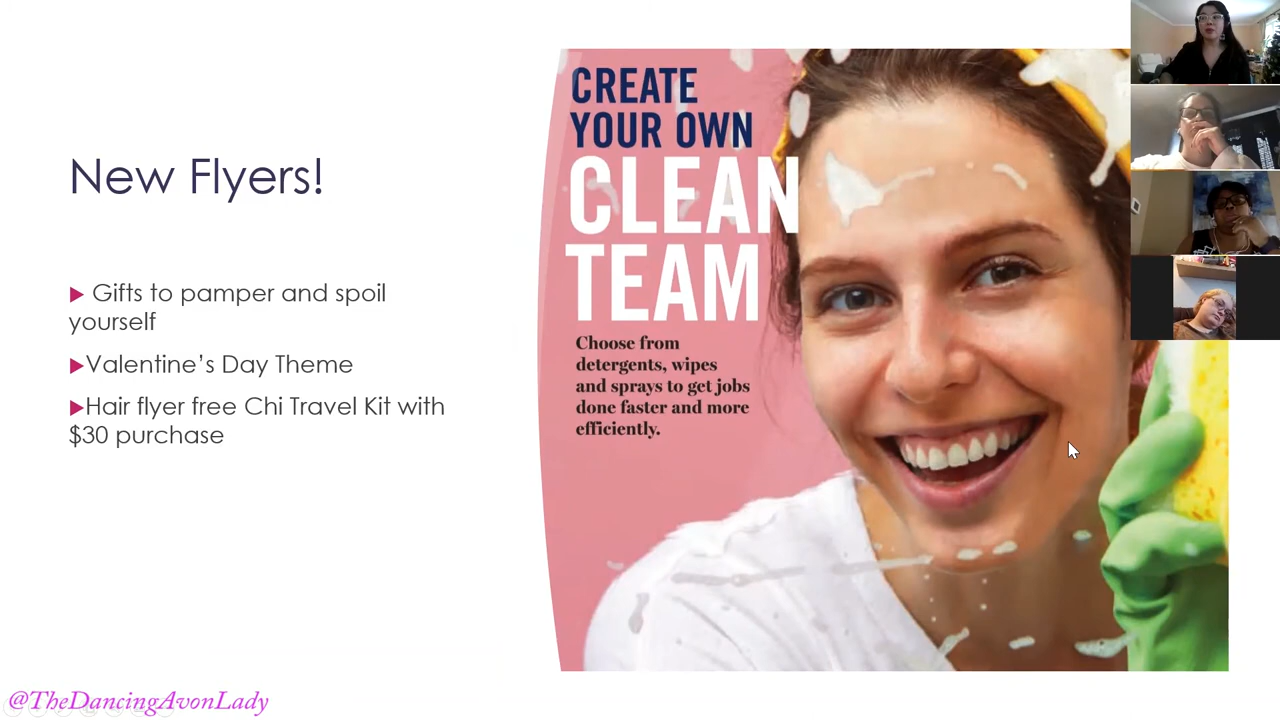 New Flyers!
Gifts to pamper and spoil
yourself
Valentine’s Day Theme
Hair flyer free Chi Travel Kit with
$30 purchase
CREATE
YOUR OWN
CLEAN
TEAM
Choose from
detergents, wipes
and sprays to get jobs
done faster and more
efficiently.
@TheDancingAvonLady